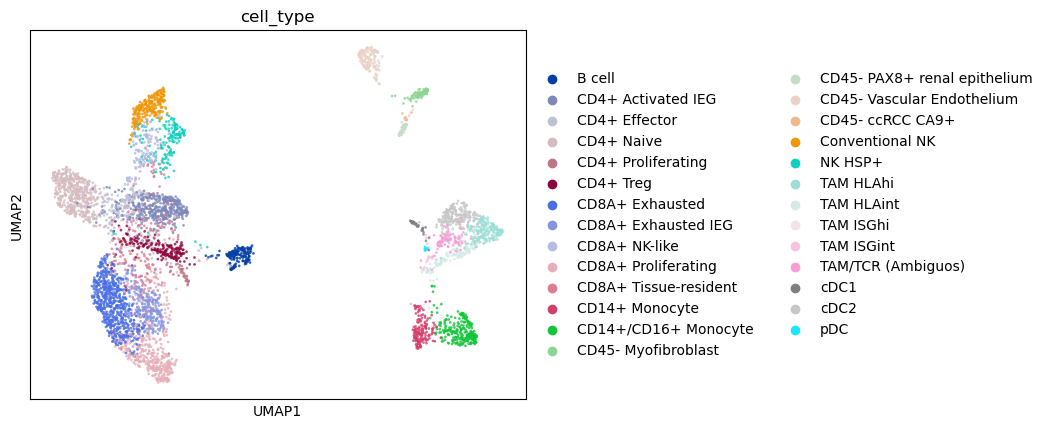 cell_type
UMAP2
UMAP1
B cell
CD4+ Activated IEG
CD4+ Effector
CD4+ Naive
CD4+ Proliferating
CD4+ Treg
CD8A+ Exhausted
CD8A+ Exhausted IEG
CD8A+ NK-like
CD8A+ Proliferating
CD8A+ Tissue-resident
CD14+ Monocyte
CD14+/CD16+ Monocyte
CD45- Myofibroblast
CD45- PAX8+ renal epithelium
CD45- Vascular Endothelium
CD45- ccRCC CA9+
Conventional NK
NK HSP+
TAM HLAhi
TAM HLAint
TAM ISGhi
TAM ISGint
TAM/TCR (Ambiguos)
cDC1
cDC2
pDC